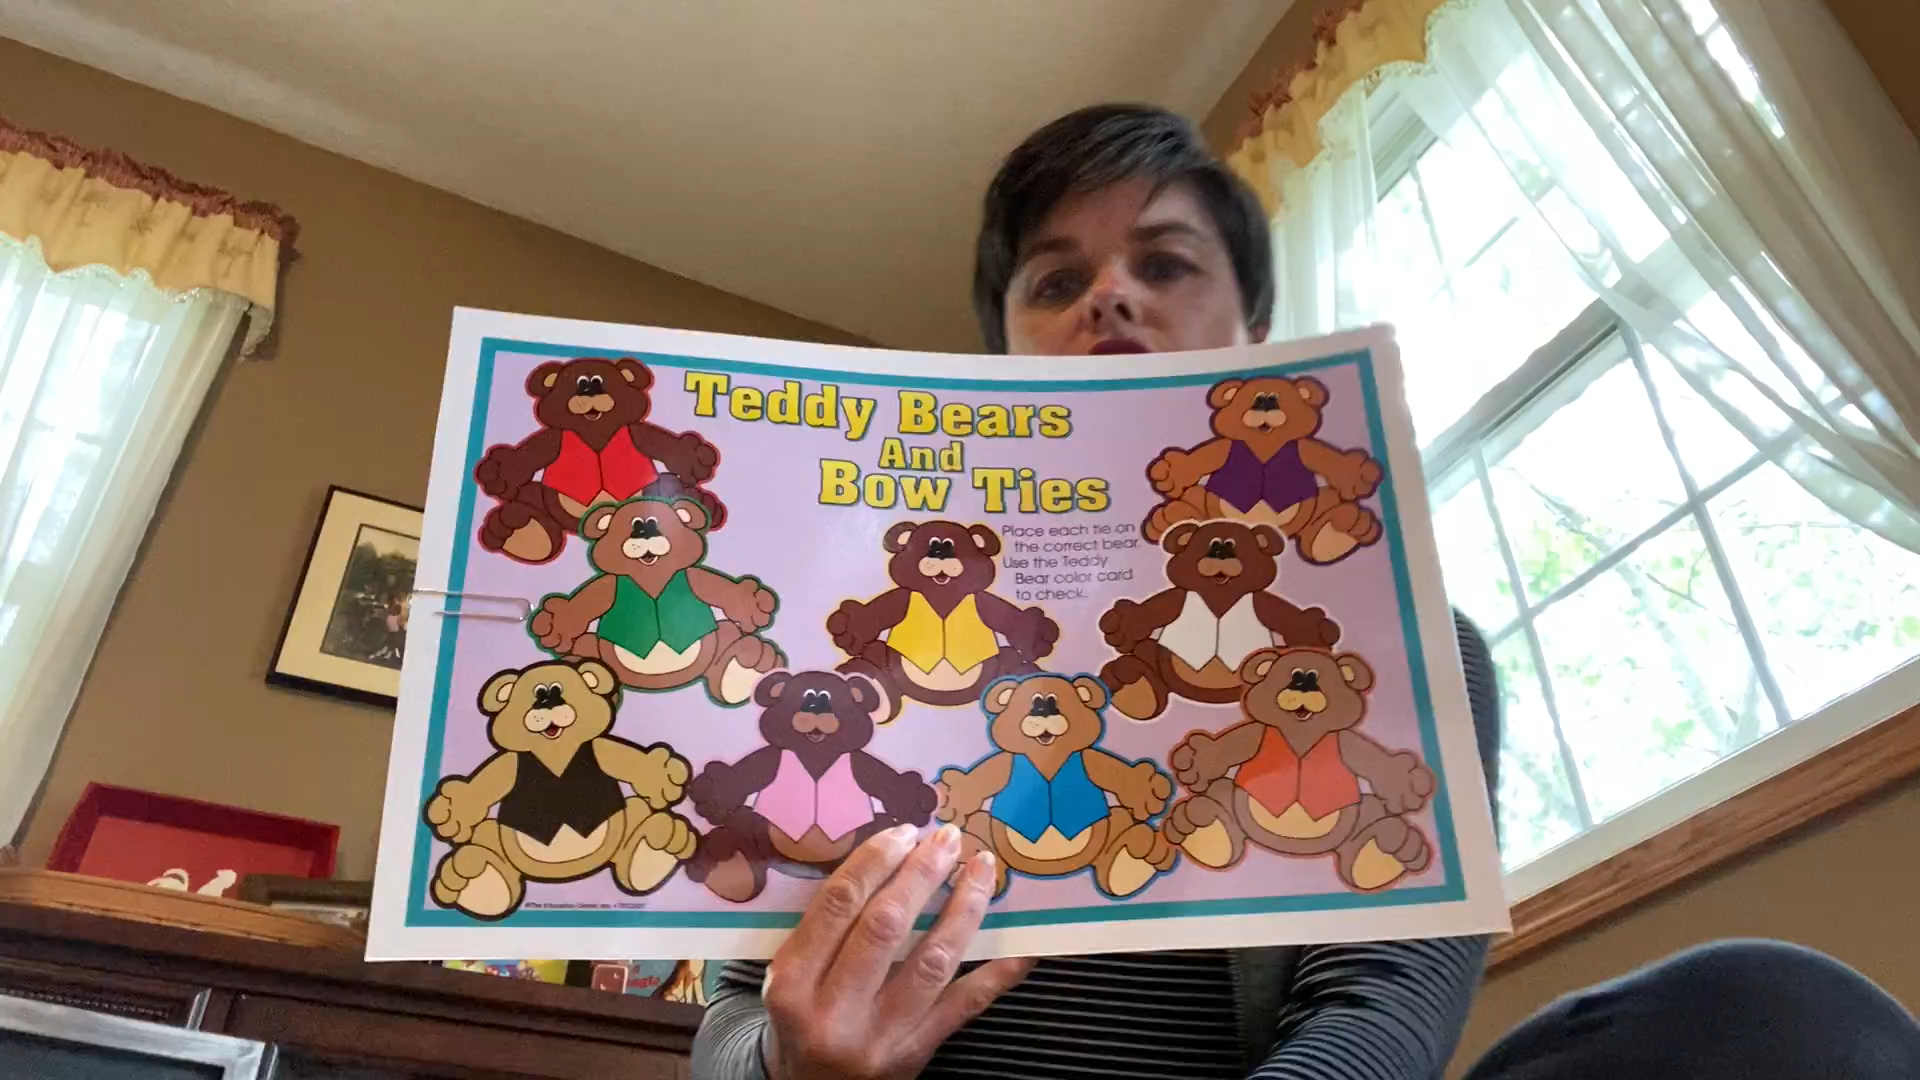 Teddy Bears
And
Bow Ties
Place each tie on
the correct bear.
Use the Teddy
Bear color card
to check.